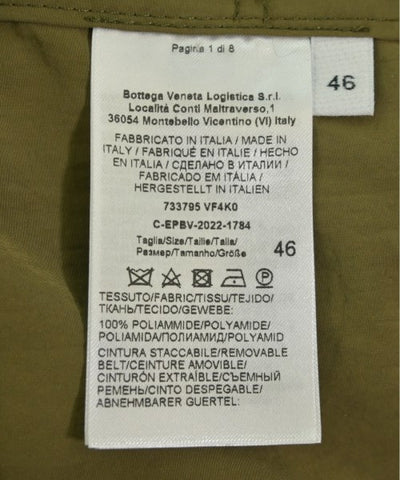 Pagina 1 di 8
Bottega Veneta Logistica S.r.l.
Località Conti Maltraverso,1
36054 Montebello Vicentino (VI) Italy
FABBRICATO IN ITALIA / MADE IN
ITALY / FABRIQUÉ EN ITALIE / FABRICADO EN
ITALIA / СДЕЛАНО В ИТАЛИИ /
FABRICADO EM ITÁLIA /
HERGESTELLT IN ITALIEN
733795 VF4K0
C-EPBV-2022-1784
Taglia/Size/Taille/Talla/
Размер/Tamanho/Größe
46
P
TESSUTO/FABRIC/TISSU/TEJIDO/
ТКАНЬ/TECIDO/GEWEBE:
100% POLIAMMIDE/POLYAMIDE/
POLIAMIDA/ПОЛИАМИД/POLYAMID
CINTURA STACCABILE/REMOVABLE
BELT/CEINTURE AMOVIBLE/
CINTURÓN EXTRAÍBLE/СЪЕМНЫЙ
РЕМЕНЬ/CINTO DESPEGABLE/
ABNEHMBARER GUERTEL:
46